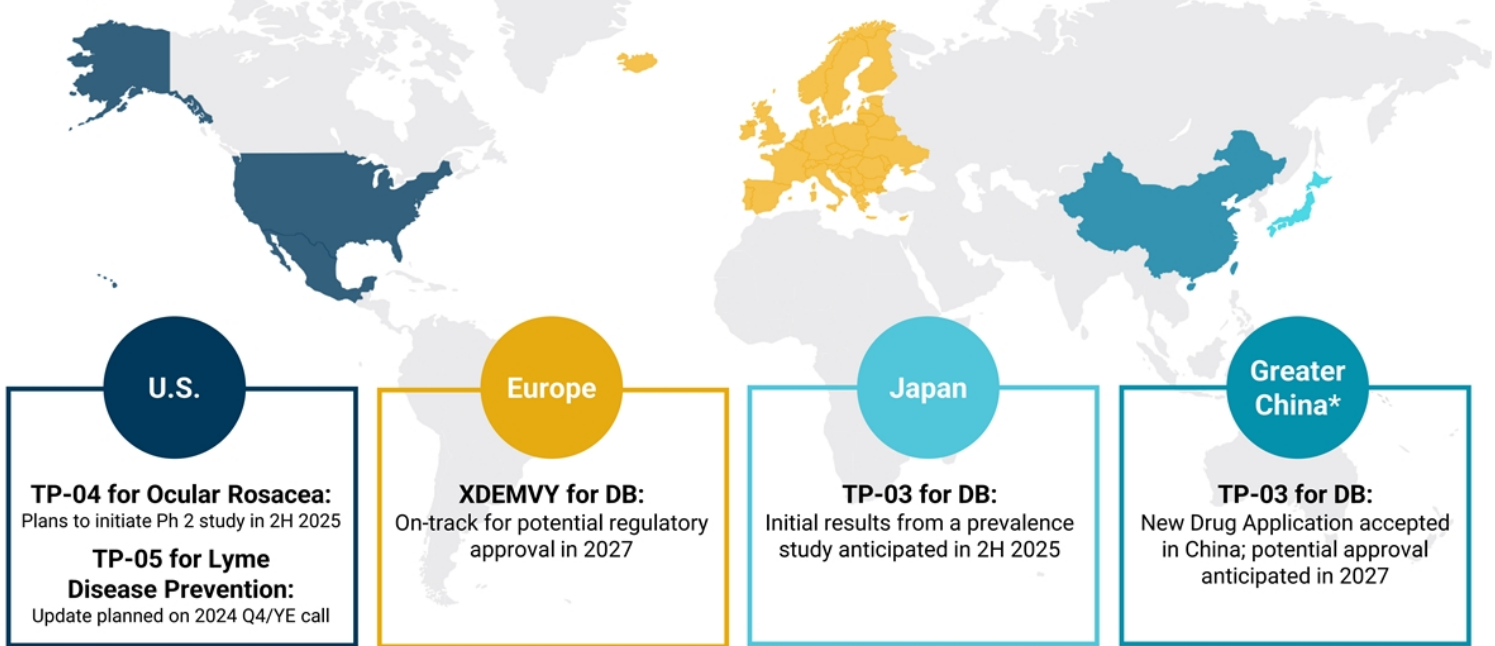 U.S.
TP-04 for Ocular Rosacea:
Plans to initiate Ph 2 study in 2H 2025
TP-05 for Lyme
Disease Prevention:
Update planned on 2024 Q4/YE call
Europe
XDEMVY for DB:
On-track for potential regulatory
approval in 2027
Japan
TP-03 for DB:
Initial results from a prevalence
study anticipated in 2H 2025
Greater
China*
TP-03 for DB:
New Drug Application accepted
in China; potential approval
anticipated in 2027